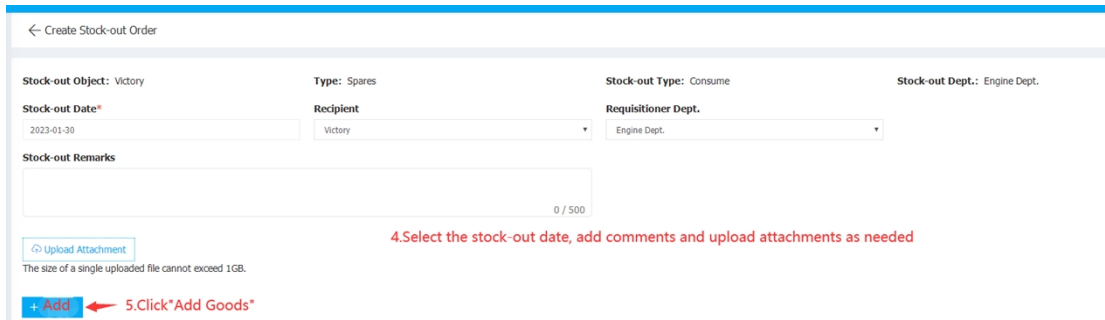 ← Create Stock-out Order
Stock-out Object: Victory Type: Spares Stock-out Type: Consume Stock-out Dept.: Engine Dept.
Stock-out Date* Recipient Requisitioner Dept.
2023-01-30 Victory Engine Dept.
Stock-out Remarks
0 / 500
4.Select the stock-out date, add comments and upload attachments as needed
Upload Attachment
The size of a single uploaded file cannot exceed 1GB.
+ Add 5.Click"Add Goods"